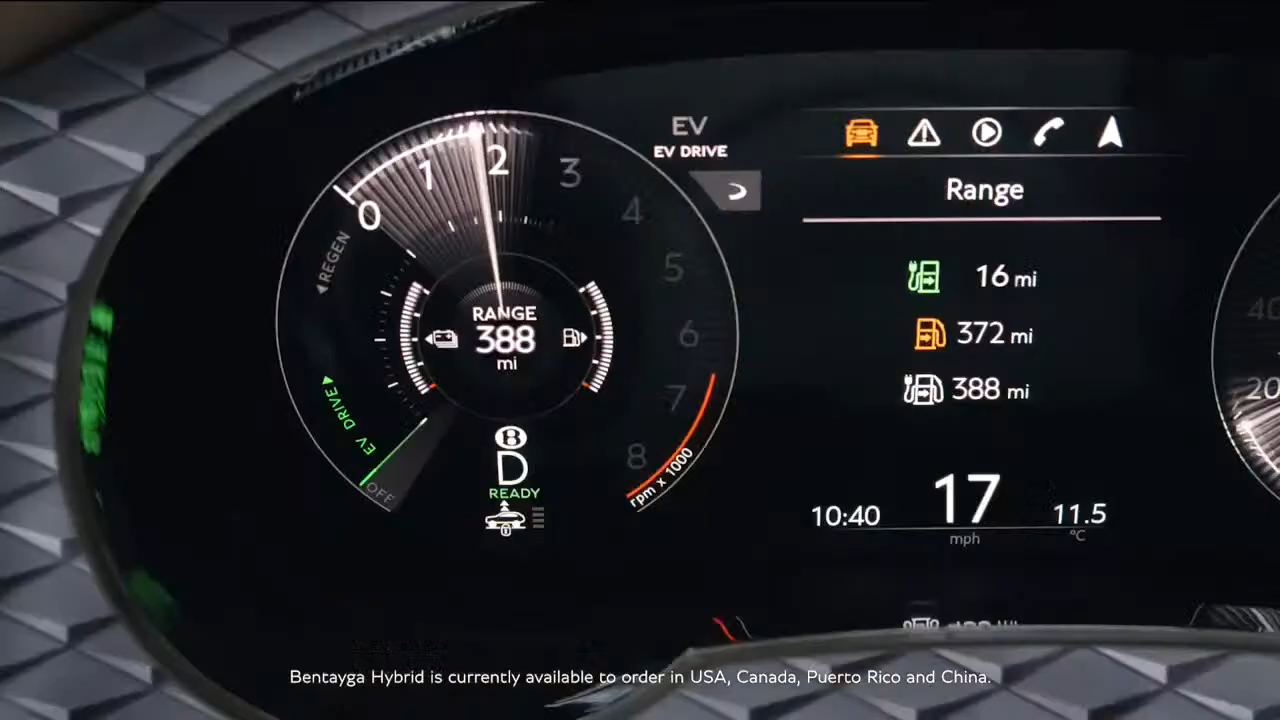 EV
EV DRIVE
0
1
2
3
4
5
6
7
8
rpm x 1000
REGEN
EV DRIVE
OFF
RANGE
388
mi
B
D
READY
Range
16 mi
372 mi
388 mi
10:40
17
mph
11.5
°C
40
20
Bentayga Hybrid is currently available to order in USA, Canada, Puerto Rico and China.